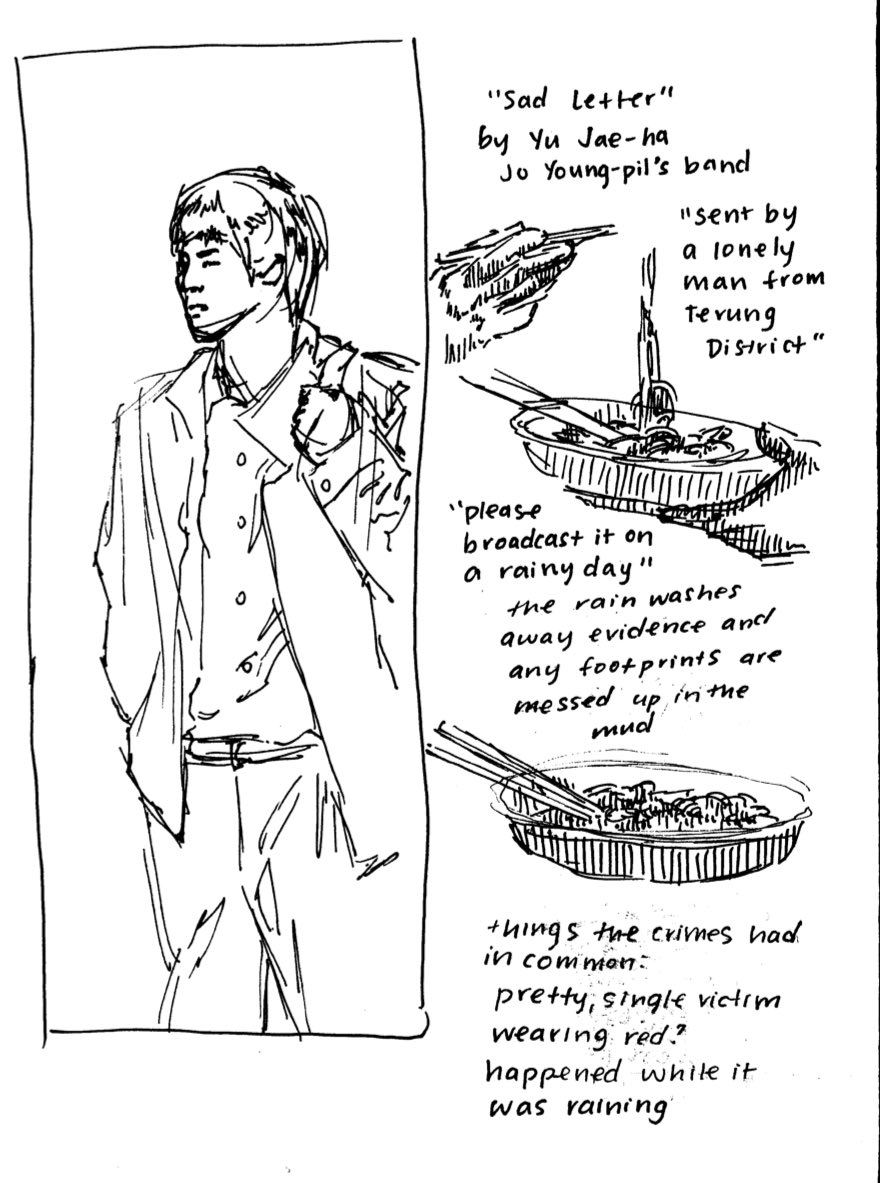 "Sad Letter"
by Yu Jae-ha
Jo Young-pil's band
"sent by
a lonely
man from
Terung
District"
"please
broadcast it on
a rainy day"
the rain washes
away evidence and
any footprints are
messed up in the
mud
things the crimes had
in common:
pretty, single victim
wearing red?
happened while it
was raining